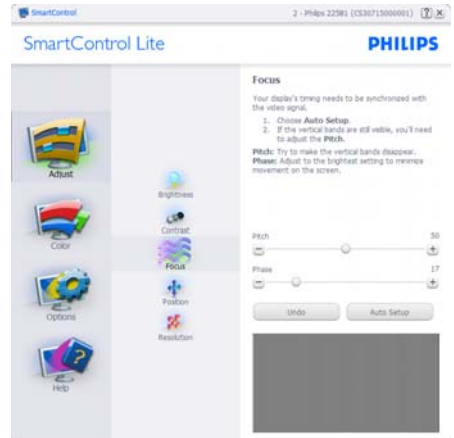 SmartControl
2 - Philips 225B1 (CS30715000001)
SmartControl Lite
PHILIPS
Adjust
Color
Options
Help
Brightness
Contrast
Focus
Position
Resolution
Focus
Your display's timing needs to be synchronized with
the video signal.
1. Choose Auto Setup.
2. If the vertical bands are still visible, you'll need
to adjust the Pitch.
Pitch: Try to make the vertical bands disappear.
Phase: Adjust to the brightest setting to minimize
movement on the screen.
Pitch 50
Phase 17
Undo
Auto Setup